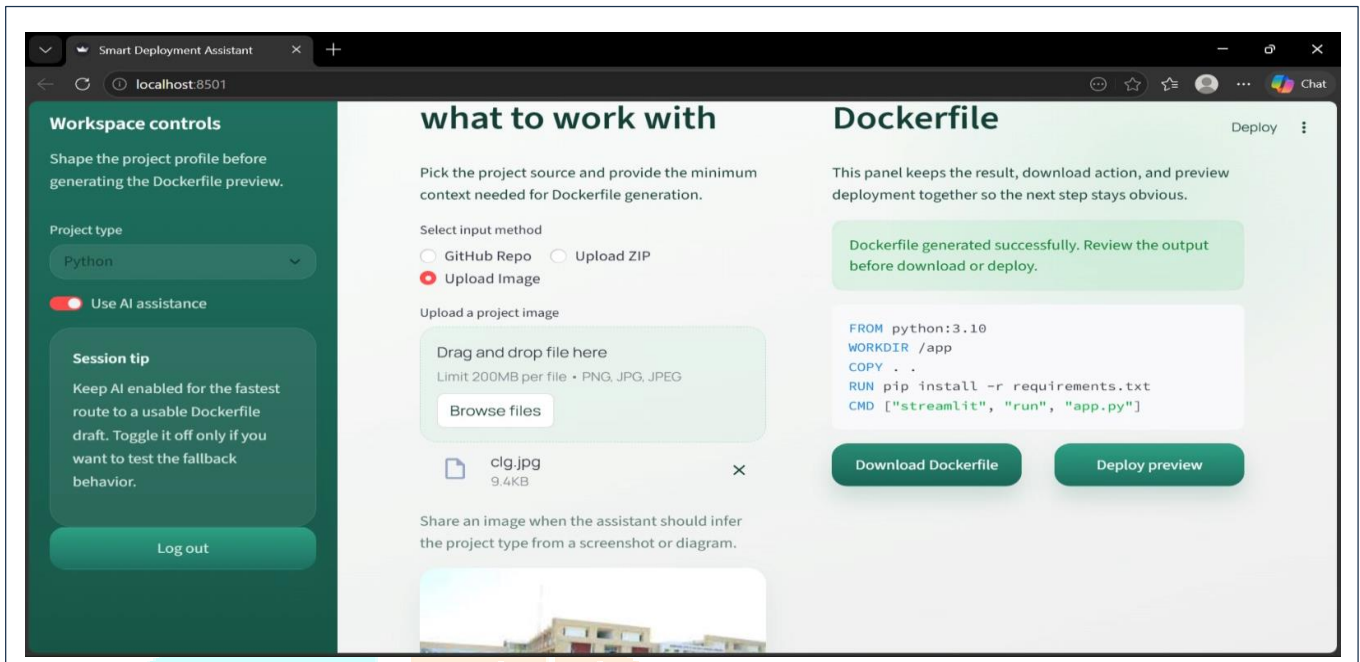 Smart Deployment Assistant
localhost:8501
Chat
Workspace controls
Shape the project profile before
generating the Dockerfile preview.
Project type
Python
Use AI assistance
Session tip
Keep AI enabled for the fastest
route to a usable Dockerfile
draft. Toggle it off only if you
want to test the fallback
behavior.
Log out
what to work with
Pick the project source and provide the minimum
context needed for Dockerfile generation.
Select input method
GitHub Repo
Upload ZIP
Upload Image
Upload a project image
Drag and drop file here
Limit 200MB per file • PNG, JPG, JPEG
Browse files
clg.jpg
9.4KB
Share an image when the assistant should infer
the project type from a screenshot or diagram.
Dockerfile
Deploy
This panel keeps the result, download action, and preview
deployment together so the next step stays obvious.
Dockerfile generated successfully. Review the output
before download or deploy.
FROM python:3.10
WORKDIR /app
COPY . .
RUN pip install -r requirements.txt
CMD ["streamlit", "run", "app.py"]
Download Dockerfile
Deploy preview